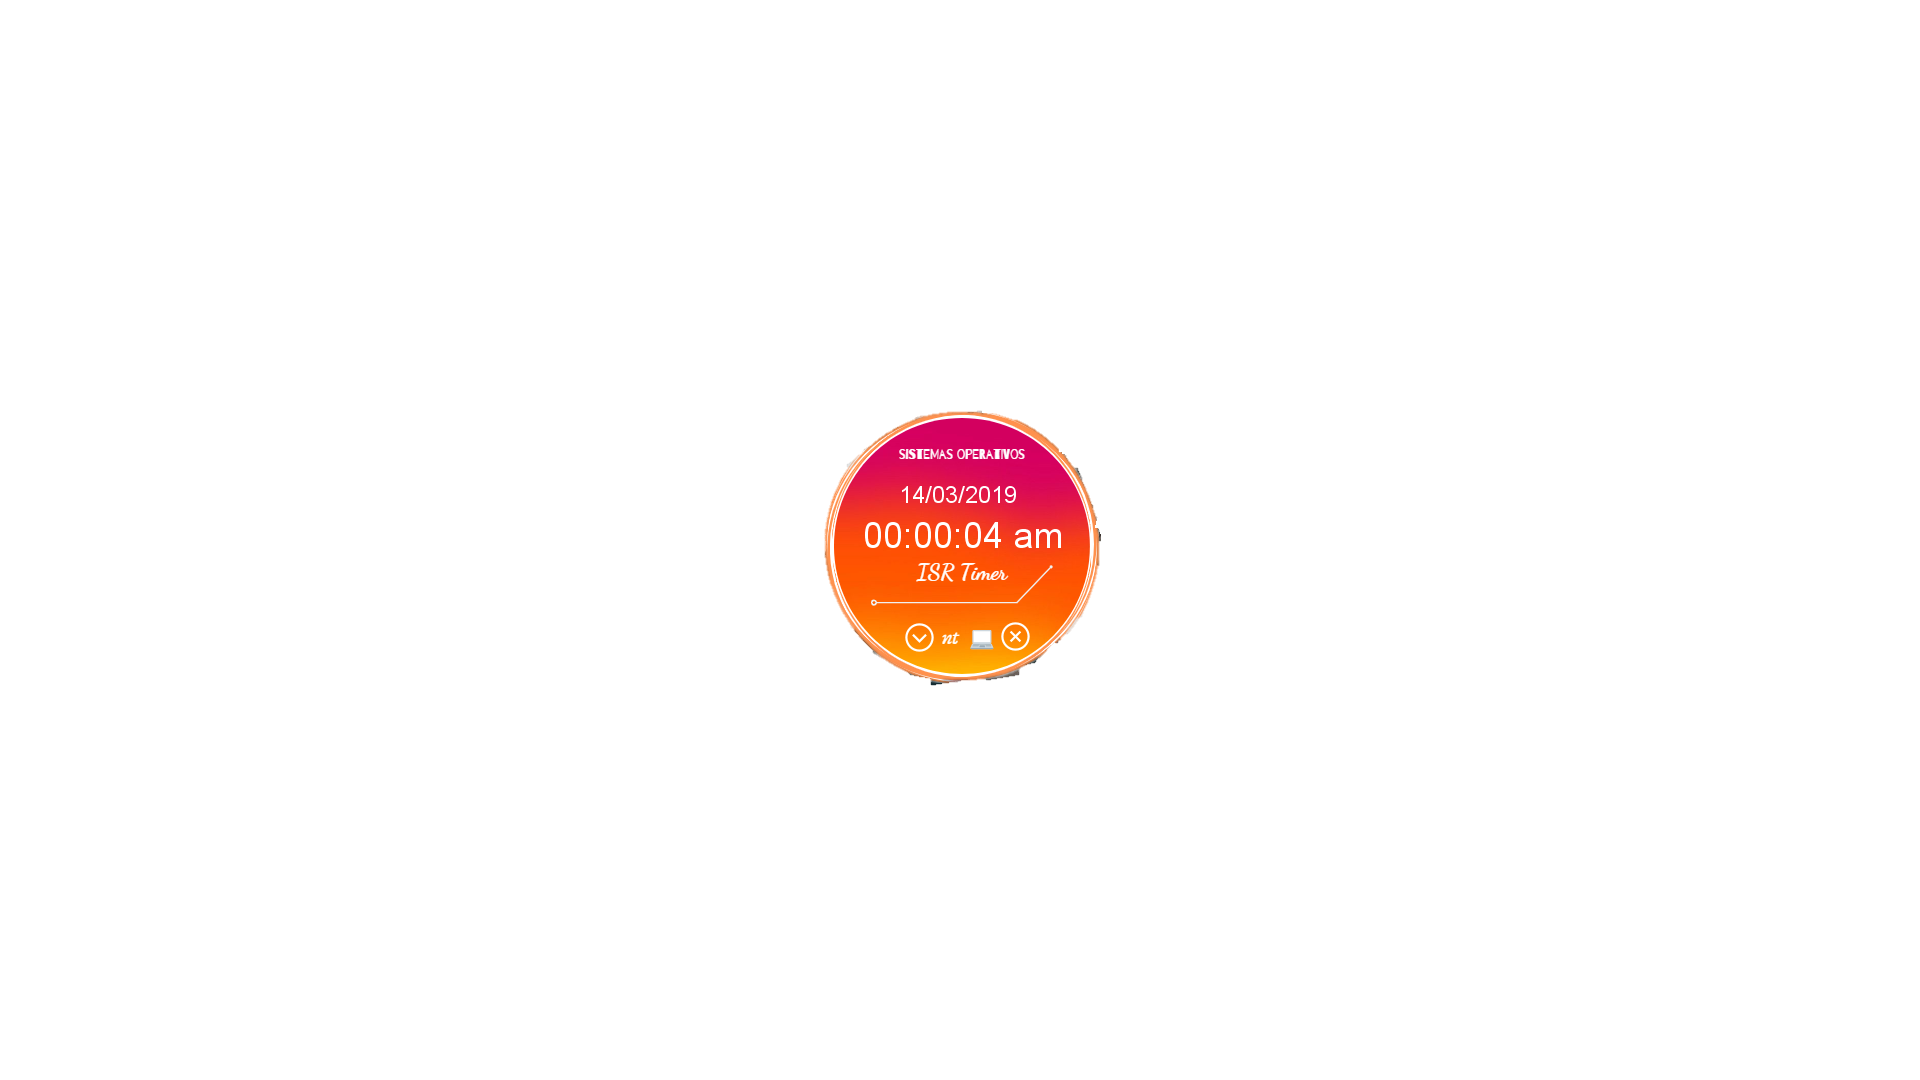 SISTEMAS OPERATIVOS
14/03/2019
00:00:04 am
ISR Timer
nt